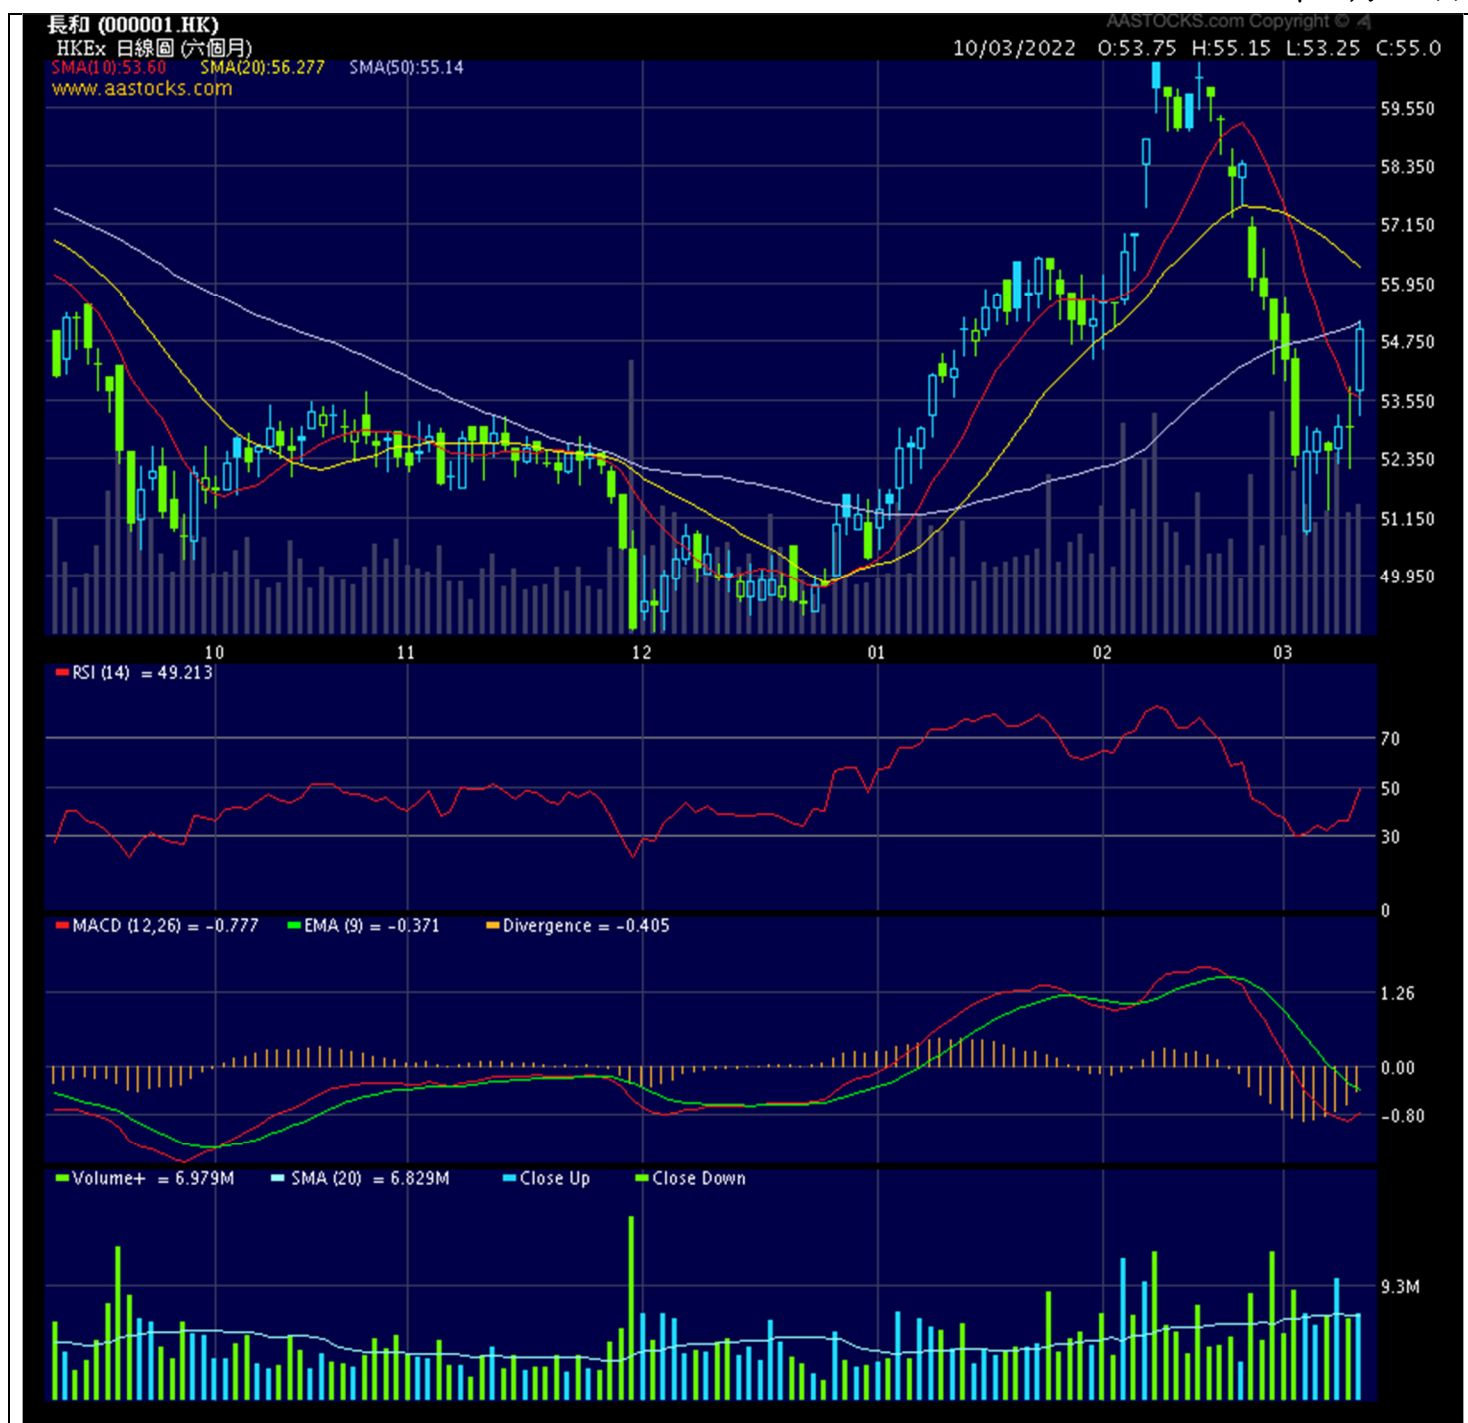 AASTOCKS.com Copyright ©
長和 (000001.HK)
HKEx 日線圖 (六個月)
10/03/2022 O:53.75 H:55.15 L:53.25 C:55.0
SMA(10):53.60 SMA(20):56.277 SMA(50):55.14
www.aastocks.com
59.550
58.350
57.150
55.950
54.750
53.550
52.350
51.150
49.950
10 11 12 01 02 03
RSI (14) = 49.213
70
50
30
0
MACD (12,26) = -0.777 EMA (9) = -0.371 Divergence = -0.405
1.26
0.00
-0.80
Volume+ = 6.979M SMA (20) = 6.829M Close Up Close Down
9.3M